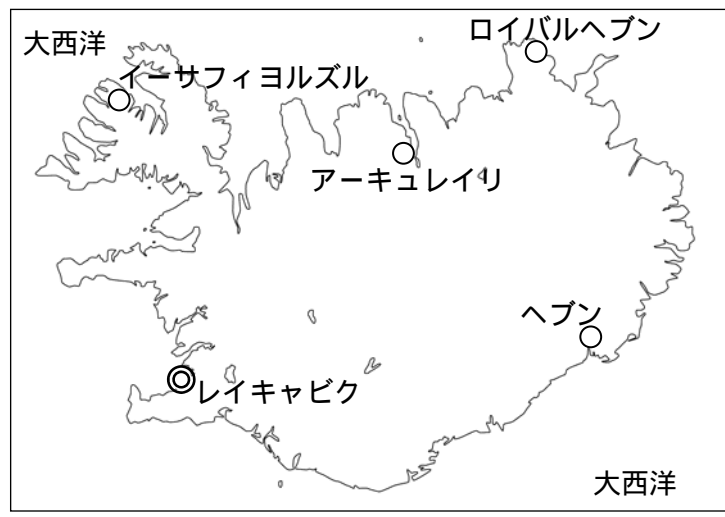 ロイバルヘブン
大西洋
イーサフィヨルズル
アーキュレイリ
ヘブン
レイキャビク
大西洋